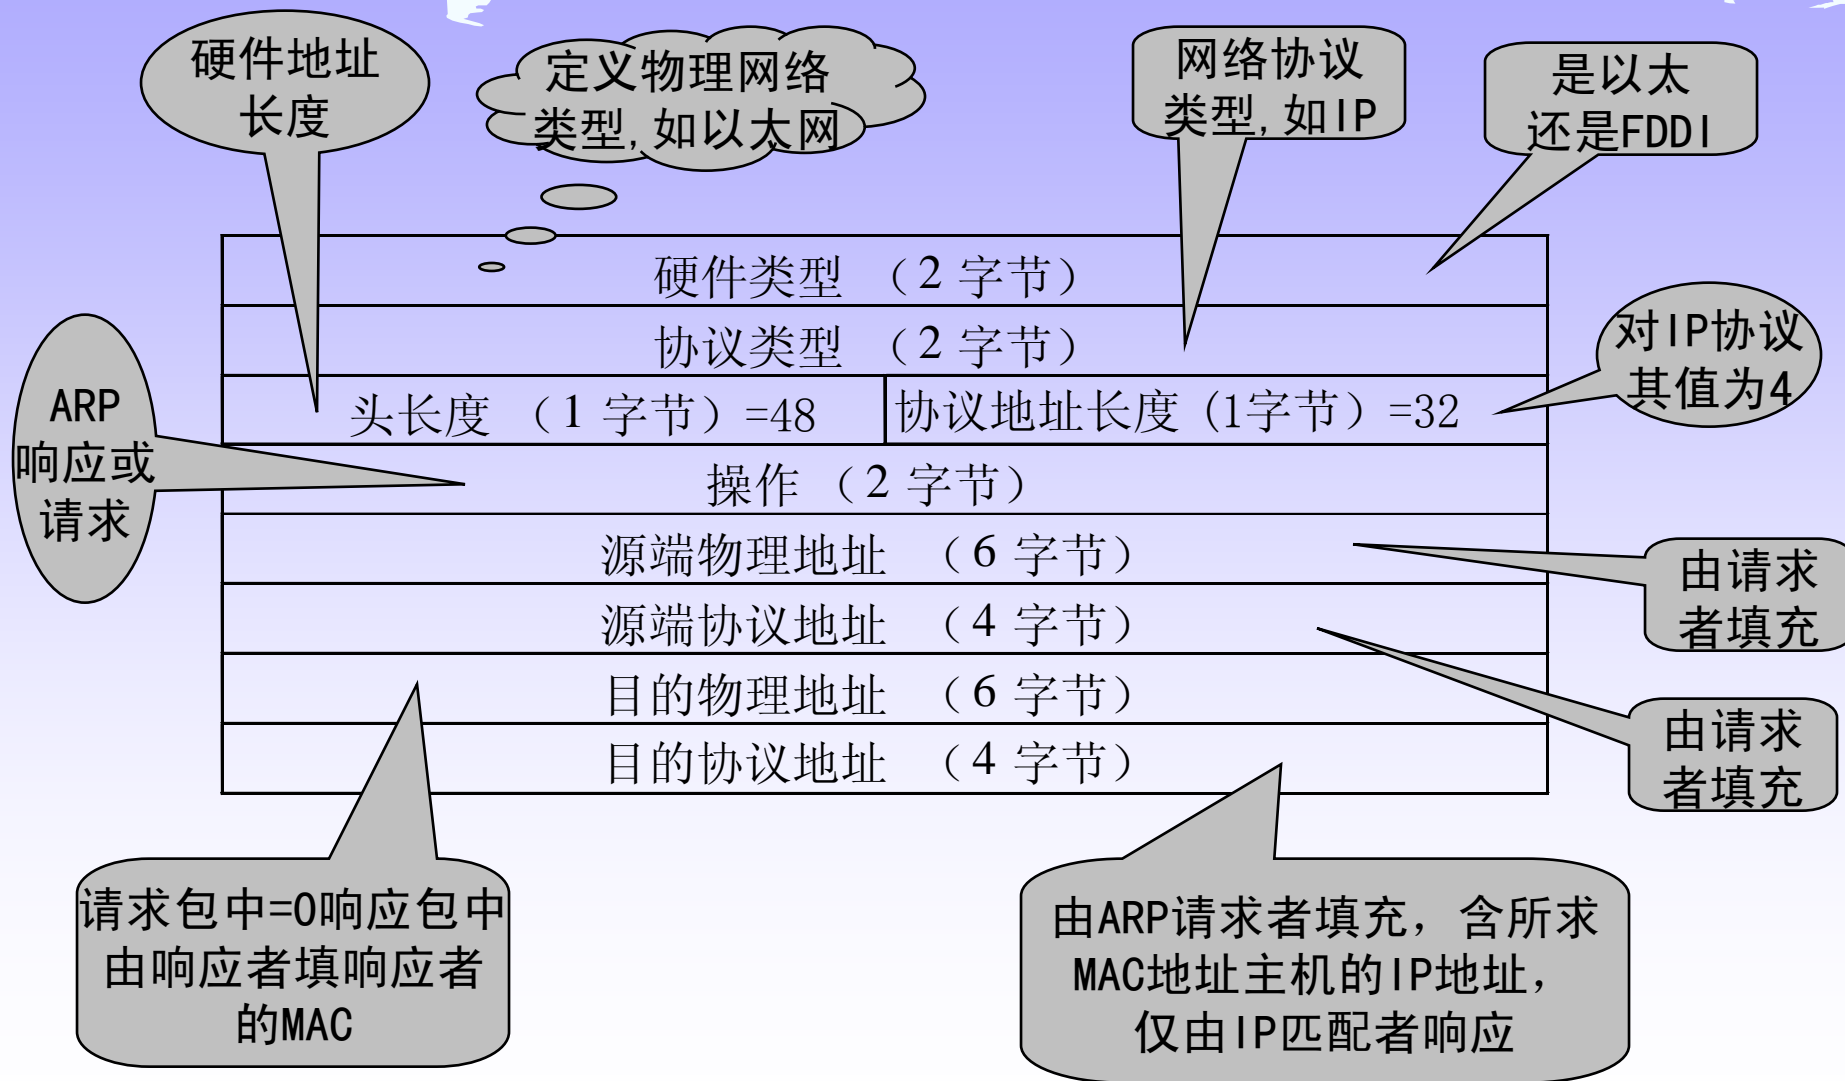 硬件地址
长度
定义物理网络
类型,如以太网
网络协议
类型,如IP
是以太
还是FDDI
硬件类型 （2 字节）
协议类型 （2 字节）
头长度 （1 字节）=48
协议地址长度 (1字节）=32
对IP协议
其值为4
ARP
响应或
请求
操作 （2 字节）
源端物理地址 （6 字节）
由请求
者填充
源端协议地址 （4 字节）
目的物理地址 （6 字节）
由请求
者填充
目的协议地址 （4 字节）
请求包中=0响应包中
由响应者填响应者
的MAC
由ARP请求者填充，含所求
MAC地址主机的IP地址，
仅由IP匹配者响应